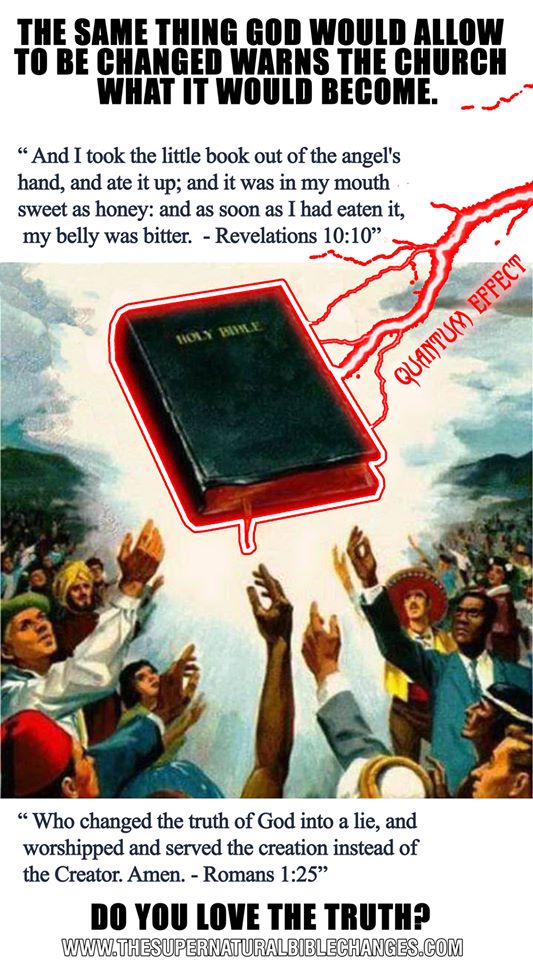 THE SAME THING GOD WOULD ALLOW
TO BE CHANGED WARNS THE CHURCH
WHAT IT WOULD BECOME.
“ And I took the little book out of the angel's
hand, and ate it up; and it was in my mouth
sweet as honey: and as soon as I had eaten it,
my belly was bitter. - Revelations 10:10”
QUANTUM EFFECT
HOLY BIBLE
“ Who changed the truth of God into a lie, and
worshipped and served the creation instead of
the Creator. Amen. - Romans 1:25”
DO YOU LOVE THE TRUTH?
WWW.THESUPERNATURALBIBLECHANGES.COM